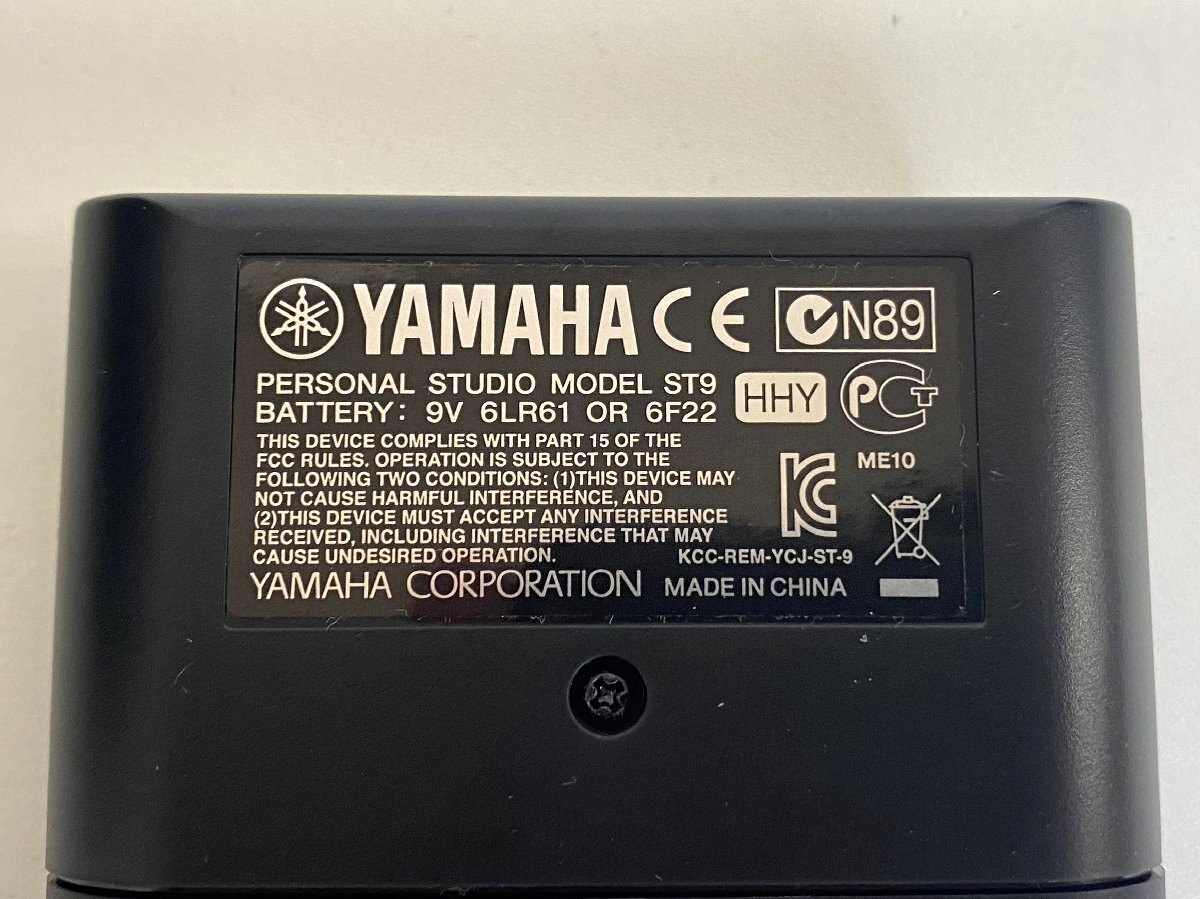 YAMAHA CE N89
PERSONAL STUDIO MODEL ST9 HHY PCT
BATTERY: 9V 6LR61 OR 6F22
THIS DEVICE COMPLIES WITH PART 15 OF THE
FCC RULES. OPERATION IS SUBJECT TO THE
FOLLOWING TWO CONDITIONS: (1)THIS DEVICE MAY
NOT CAUSE HARMFUL INTERFERENCE, AND
(2)THIS DEVICE MUST ACCEPT ANY INTERFERENCE
RECEIVED, INCLUDING INTERFERENCE THAT MAY
CAUSE UNDESIRED OPERATION.
KC ME10
KCC-REM-YCJ-ST-9
YAMAHA CORPORATION MADE IN CHINA